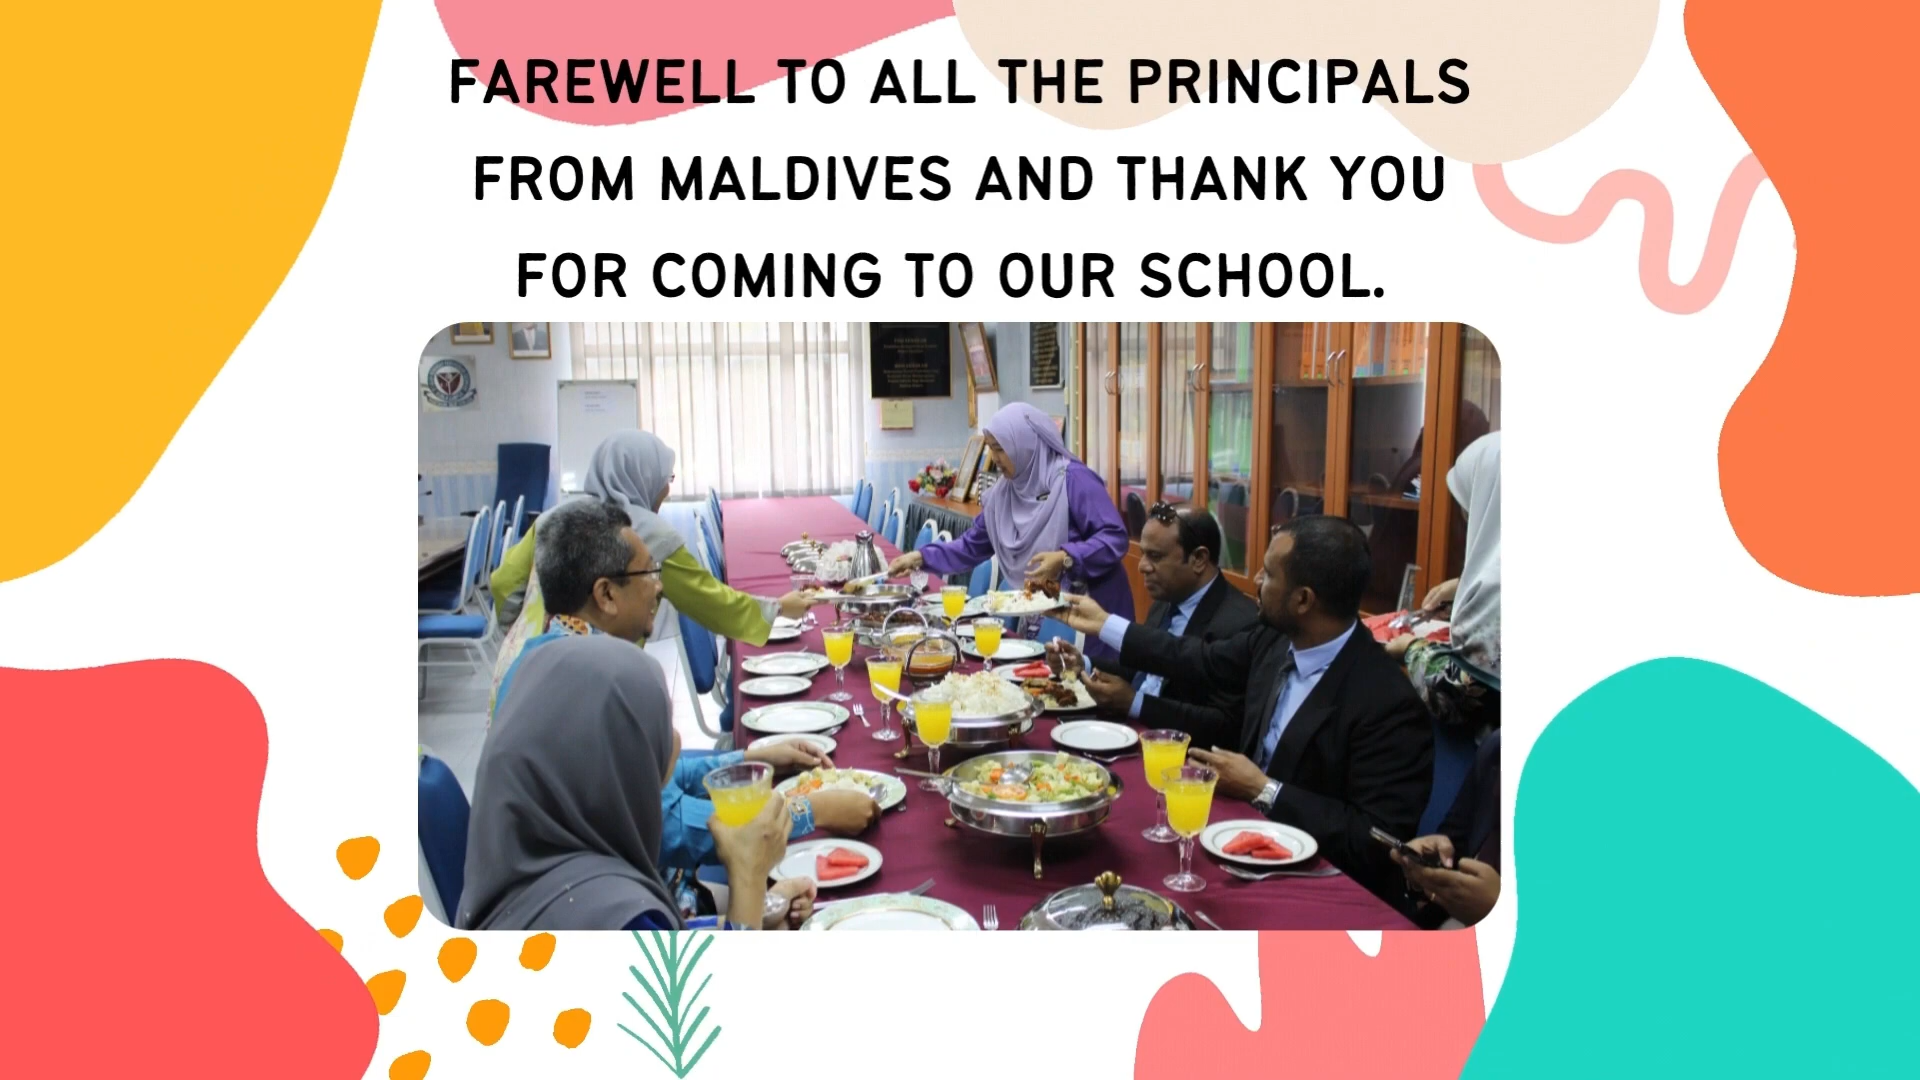 FAREWELL TO ALL THE PRINCIPALS
FROM MALDIVES AND THANK YOU
FOR COMING TO OUR SCHOOL.